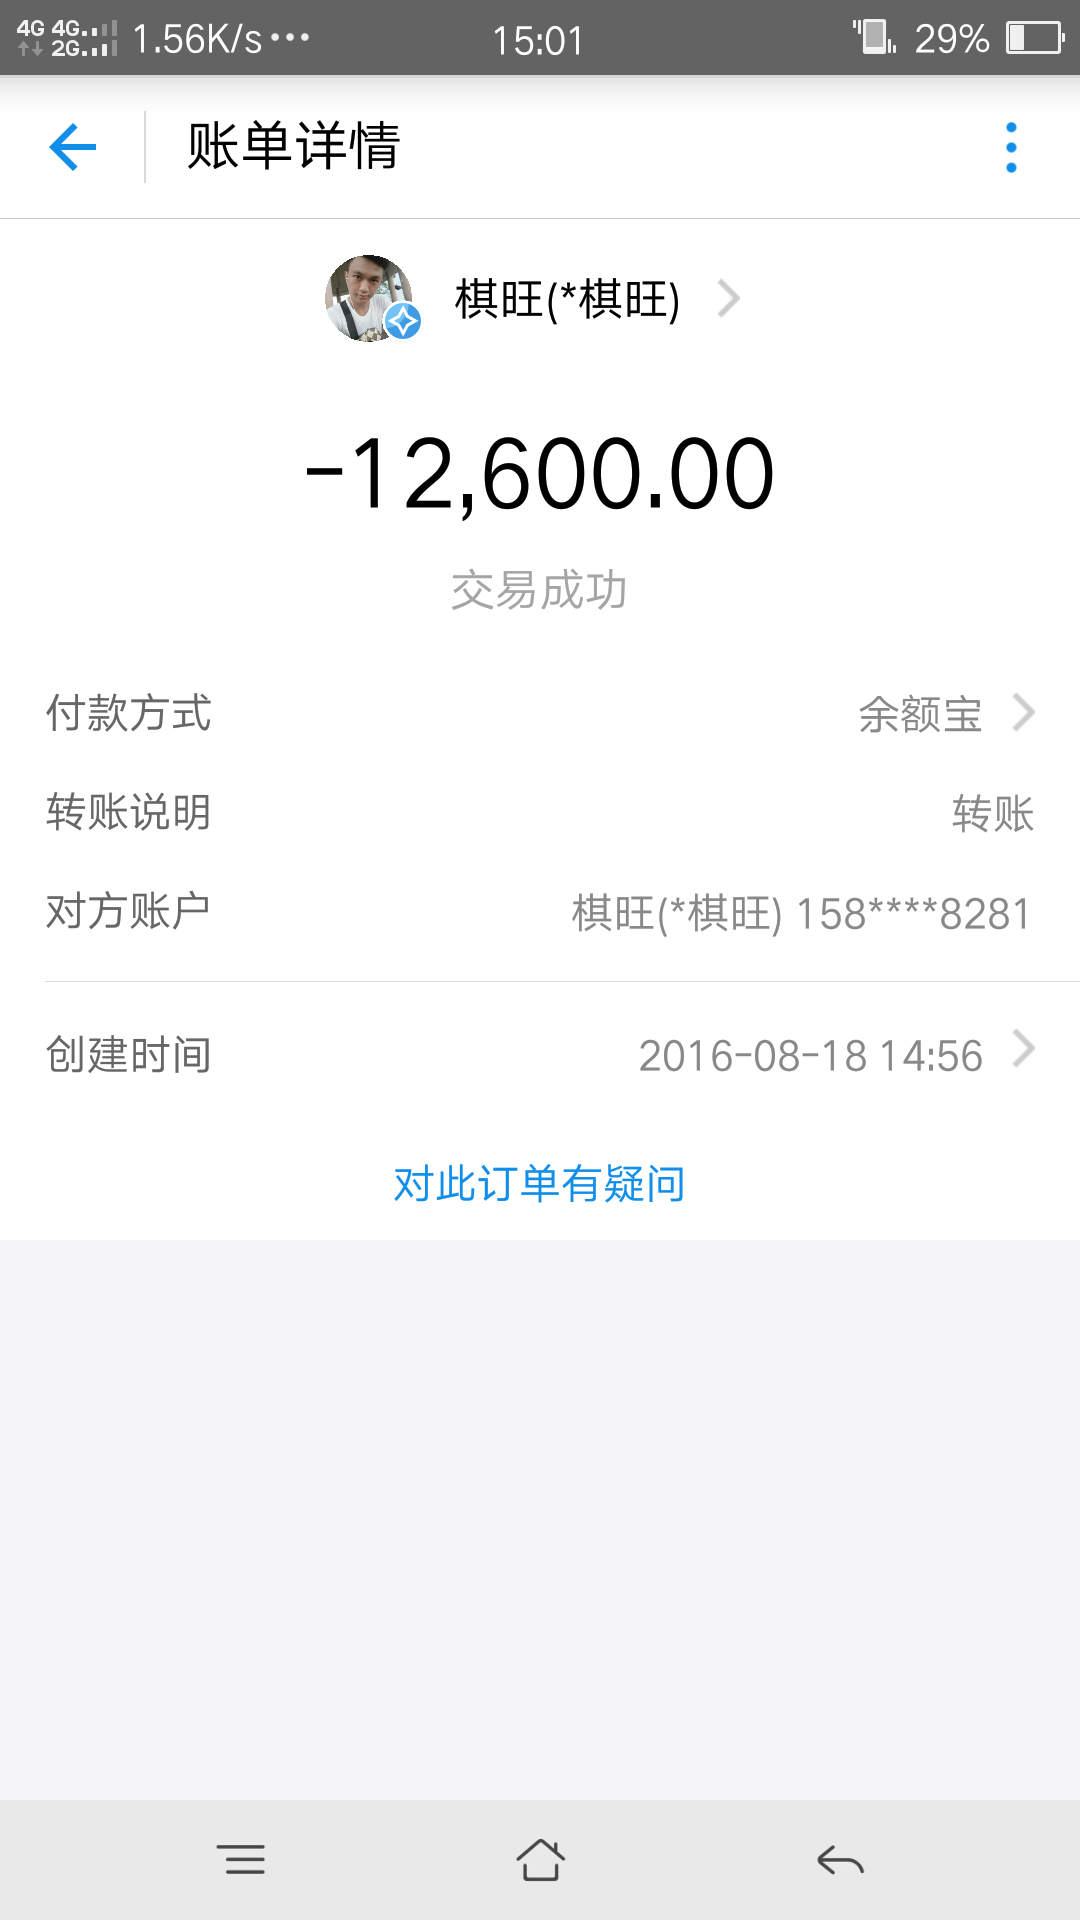 4G 4G 2G 1.56K/s... 15:01 29%
账单详情
棋旺(*棋旺)
-12,600.00
交易成功
付款方式 余额宝
转账说明 转账
对方账户 棋旺(*棋旺) 158****8281
创建时间 2016-08-18 14:56
对此订单有疑问